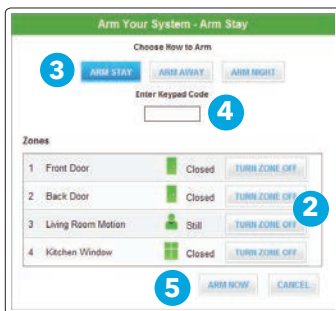 Arm Your System - Arm Stay
Choose How to Arm
3 ARM STAY ARM AWAY ARM NIGHT
Enter Keypad Code
4
Zones
1 Front Door Closed TURN ZONE OFF
2 Back Door Closed TURN ZONE OFF
2
3 Living Room Motion Still TURN ZONE OFF
4 Kitchen Window Closed TURN ZONE OFF
5 ARM NOW CANCEL